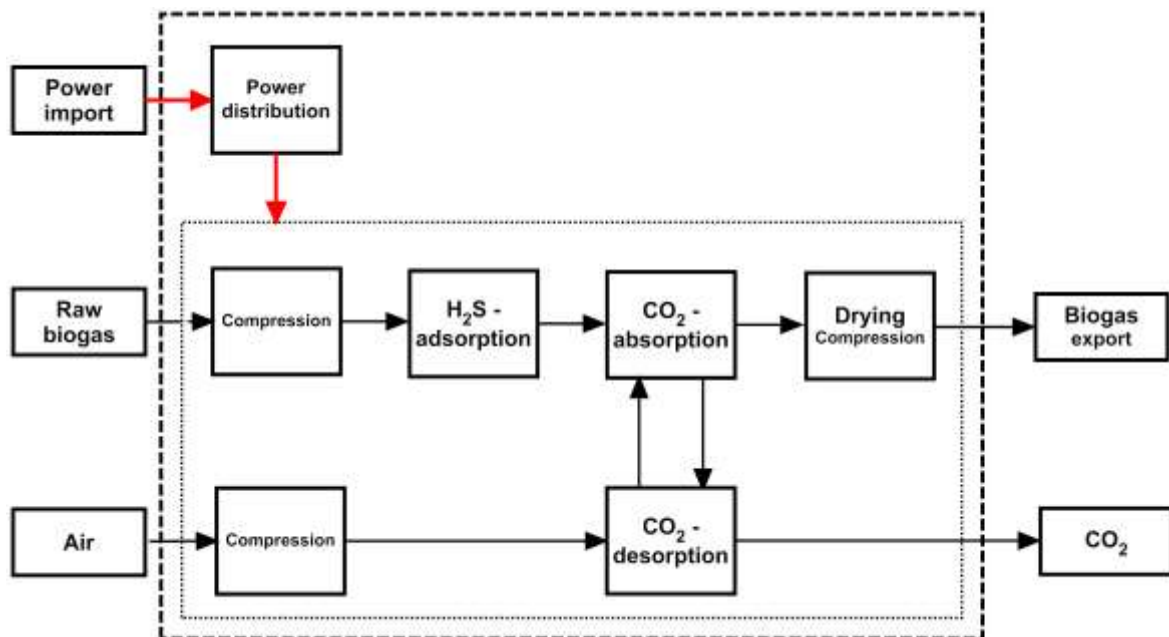 Power
import
Power
distribution
Raw
biogas
Compression
H₂S -
adsorption
CO₂ -
absorption
Drying
Compression
Biogas
export
Air
Compression
CO₂ -
desorption
CO₂